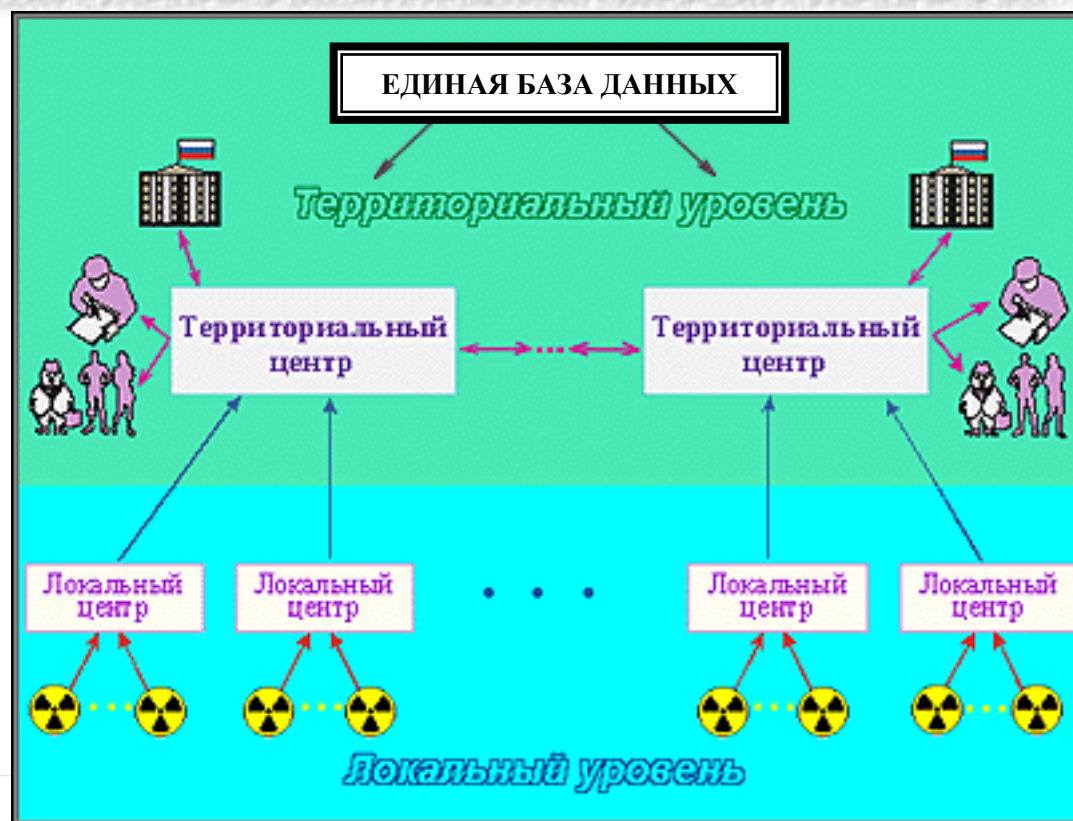 ЕДИНАЯ БАЗА ДАННЫХ
Территориальный уровень
Территориальный
центр
Территориальный
центр
Локальный
центр
Локальный
центр
Локальный
центр
Локальный
центр
Локальный уровень